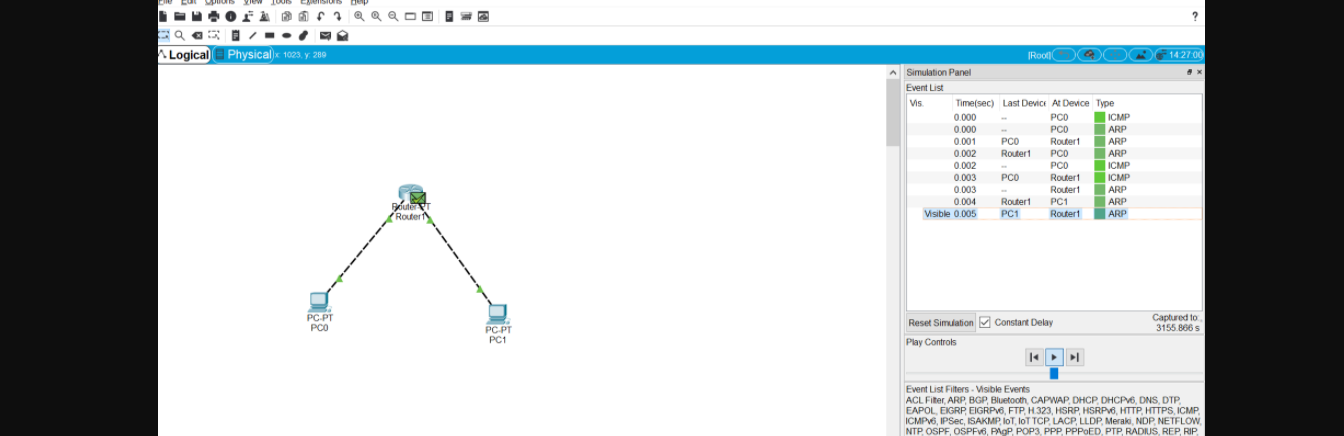 File Edit Options View Tools Extensions Help
?
Logical Physical x: 1023, y: 289 [Root] 14:27:00
Simulation Panel
Event List
Vis. Time(sec) Last Device At Device Type
0.000 -- PC0 ICMP
0.000 -- PC0 ARP
0.001 PC0 Router1 ARP
0.002 Router1 PC0 ARP
0.002 -- PC0 ICMP
0.003 PC0 Router1 ICMP
0.003 -- Router1 ARP
0.004 Router1 PC1 ARP
Visible 0.005 PC1 Router1 ARP
Router-PT
Router1
PC-PT
PC0
PC-PT
PC1
Reset Simulation Constant Delay Captured to:
3155.866 s
Play Controls
Event List Filters - Visible Events
ACL Filter, ARP, BGP, Bluetooth, CAPWAP, DHCP, DHCPv6, DNS, DTP,
EAPOL, EIGRP, EIGRPv6, FTP, H.323, HSRP, HSRPv6, HTTP, HTTPS, ICMP,
ICMPv6, IPSec, ISAKMP, IoT, IoT TCP, LACP, LLDP, Meraki, NDP, NETFLOW,
NTP, OSPF, OSPFv6, PAgP, POP3, PPP, PPPoED, PTP, RADIUS, REP, RIP,